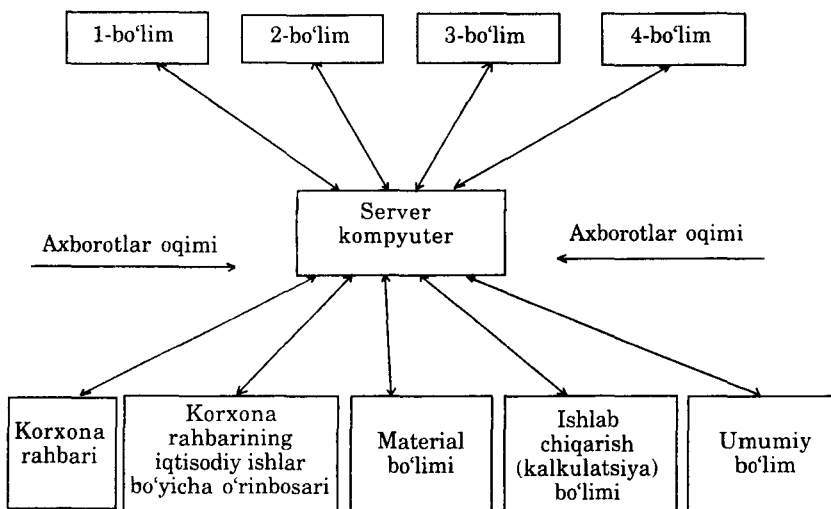 1-bo‘lim
2-bo‘lim
3-bo‘lim
4-bo‘lim
Server
kompyuter
Axborotlar oqimi
Axborotlar oqimi
Korxona
rahbari
Korxona
rahbarining
iqtisodiy ishlar
bo‘yicha o‘rinbosari
Material
bo‘limi
Ishlab
chiqarish
(kalkulatsiya)
bo‘limi
Umumiy
bo‘lim